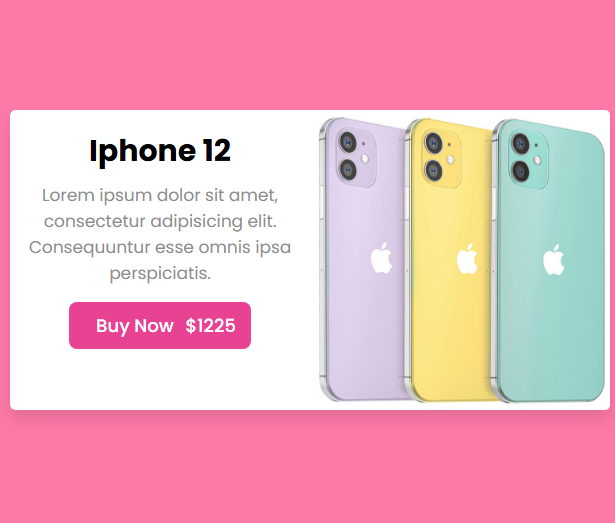 Iphone 12
Lorem ipsum dolor sit amet,
consectetur adipisicing elit.
Consequuntur esse omnis ipsa
perspiciatis.
Buy Now $1225